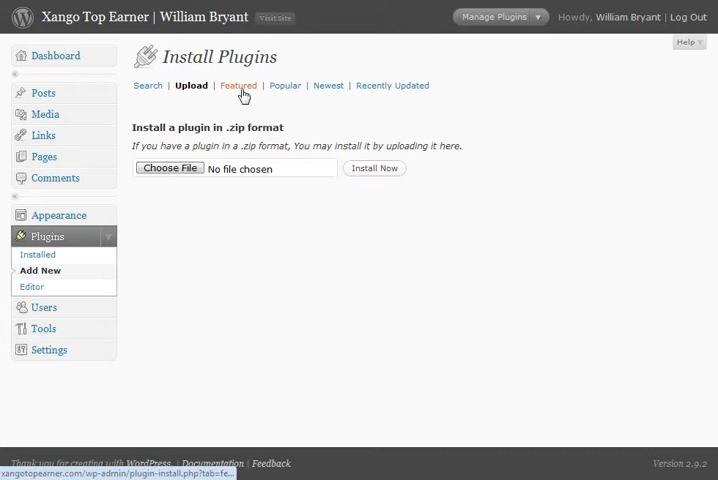 Xango Top Earner | William Bryant Visit Site Manage Plugins ▼ Howdy, William Bryant | Log Out
Help ▼
Install Plugins
Search | Upload | Featured | Popular | Newest | Recently Updated
Install a plugin in .zip format
If you have a plugin in a .zip format, You may install it by uploading it here.
Choose File No file chosen Install Now
Dashboard
Posts
Media
Links
Pages
Comments
Appearance
Plugins
Installed
Add New
Editor
Users
Tools
Settings
Thank you for creating with WordPress. | Documentation | Feedback Version 2.9.2
xangotopearner.com/wp-admin/plugin-install.php?tab=fe...